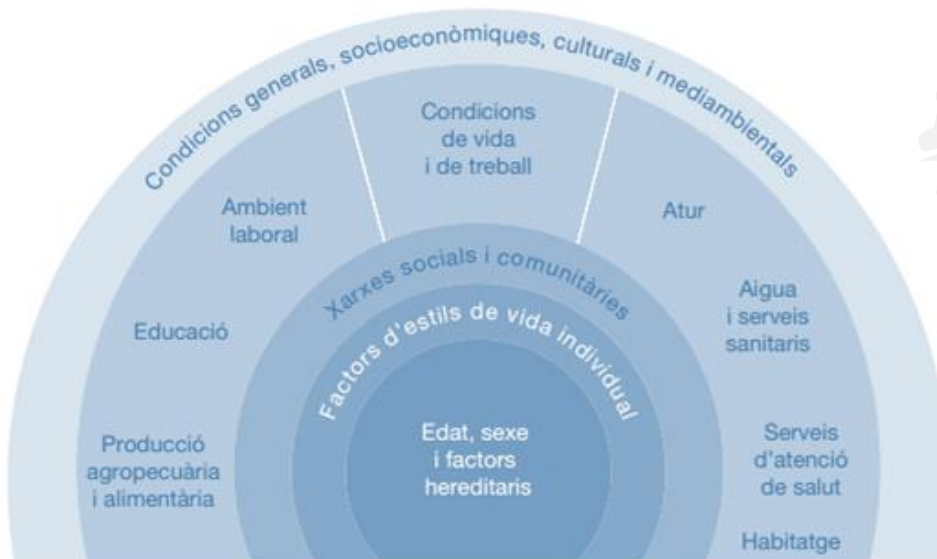 Condicions generals, socioeconòmiques, culturals i mediambientals
Condicions
de vida
i de treball
Ambient
laboral
Atur
Xarxes socials i comunitàries
Aigua
i serveis
sanitaris
Educació
Factors d'estils de vida individual
Edat, sexe
i factors
hereditaris
Producció
agropecuària
i alimentària
Serveis
d'atenció
de salut
Habitatge